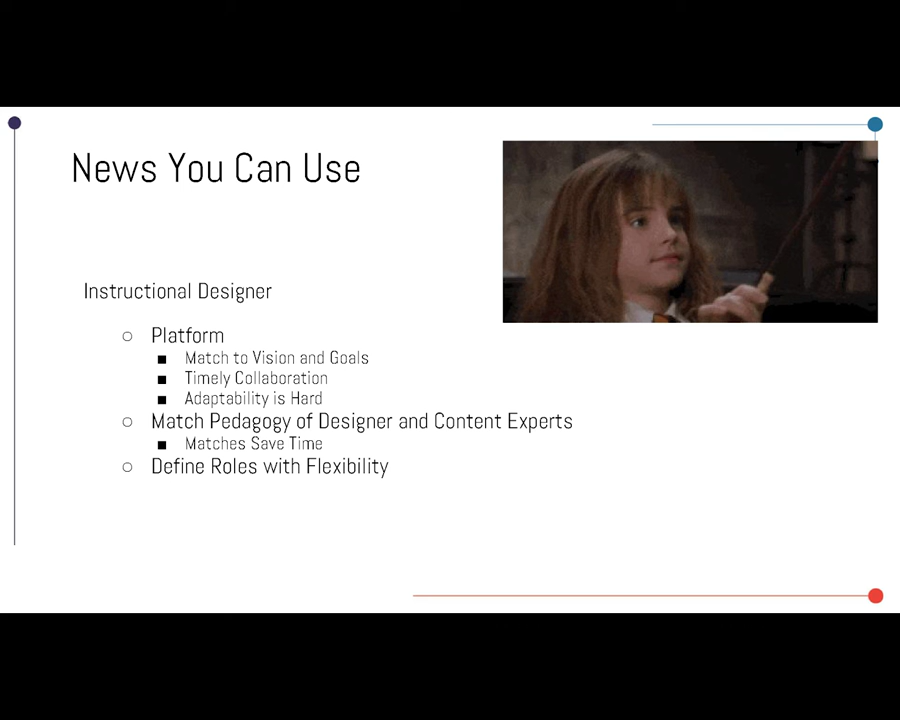 News You Can Use
Instructional Designer
○ Platform
■ Match to Vision and Goals
■ Timely Collaboration
■ Adaptability is Hard
○ Match Pedagogy of Designer and Content Experts
■ Matches Save Time
○ Define Roles with Flexibility